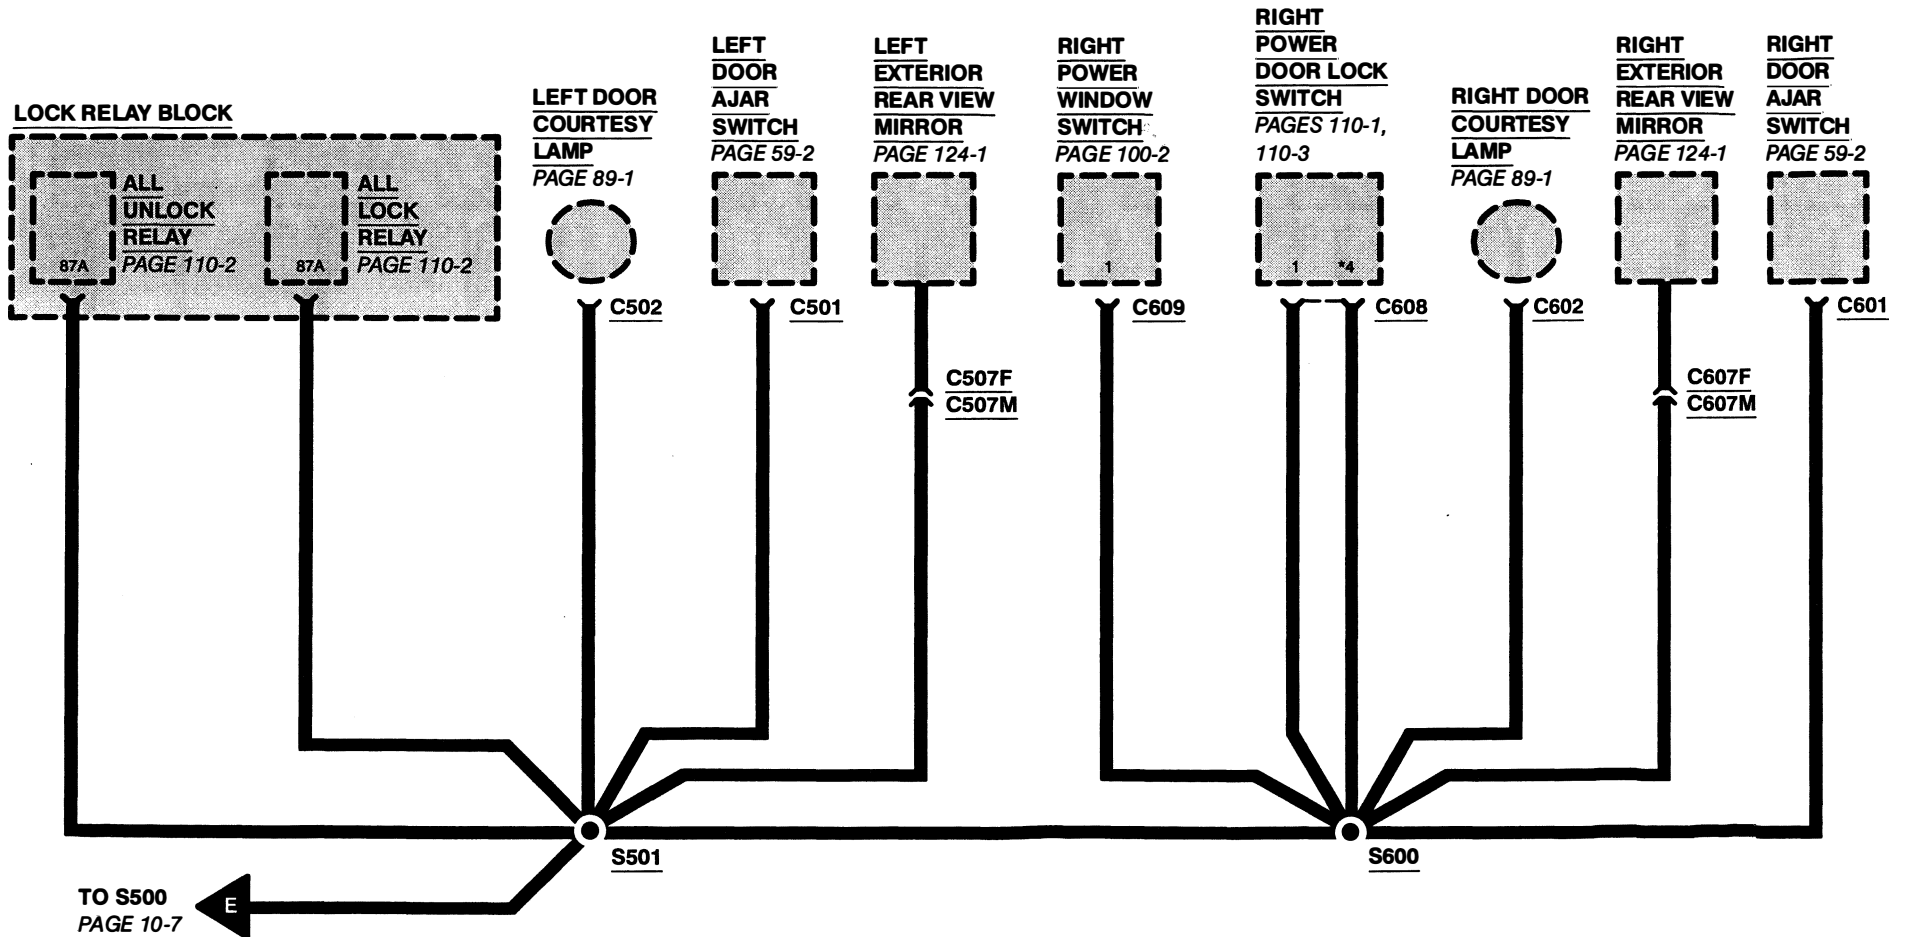 LOCK RELAY BLOCK
ALL
UNLOCK
RELAY
PAGE 110-2
87A
ALL
LOCK
RELAY
PAGE 110-2
87A
LEFT DOOR
COURTESY
LAMP
PAGE 89-1
C502
LEFT
DOOR
AJAR
SWITCH
PAGE 59-2
C501
LEFT
EXTERIOR
REAR VIEW
MIRROR
PAGE 124-1
C507F
C507M
RIGHT
POWER
WINDOW
SWITCH
PAGE 100-2
1
C609
RIGHT
POWER
DOOR LOCK
SWITCH
PAGES 110-1,
110-3
1 *4
C608
RIGHT DOOR
COURTESY
LAMP
PAGE 89-1
C602
RIGHT
EXTERIOR
REAR VIEW
MIRROR
PAGE 124-1
C607F
C607M
RIGHT
DOOR
AJAR
SWITCH
PAGE 59-2
C601
S501
S600
TO S500
PAGE 10-7
E